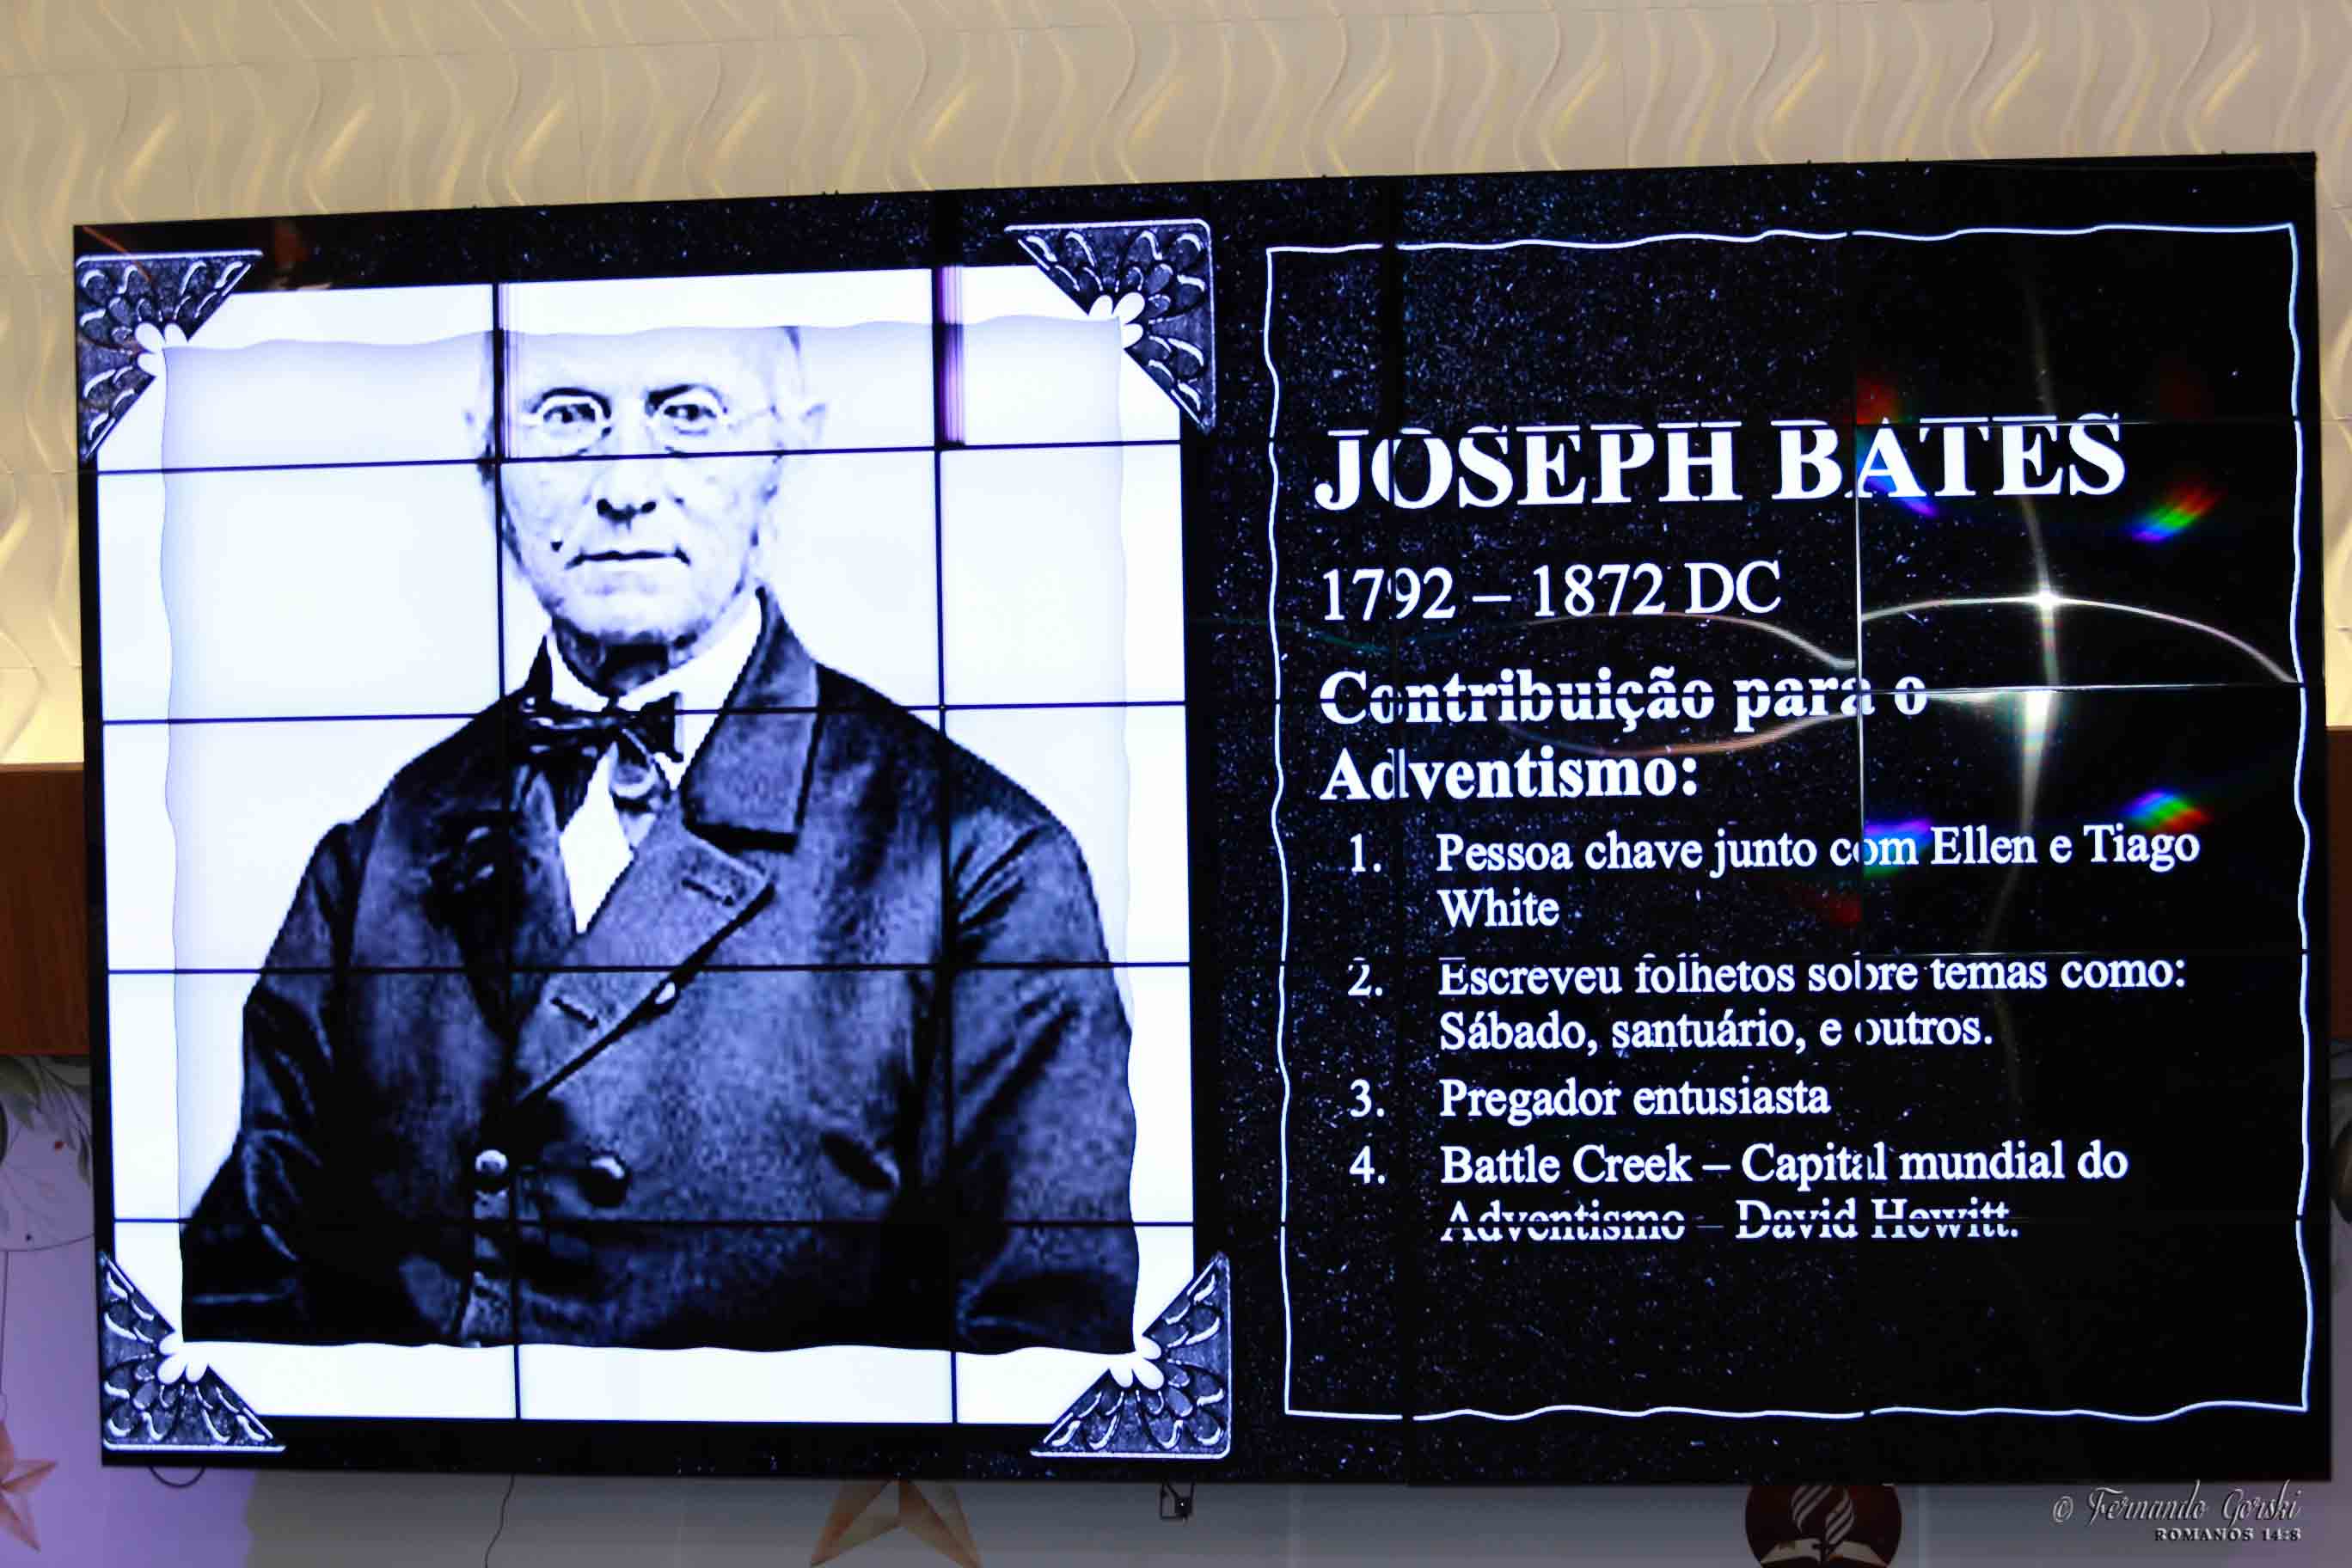 JOSEPH BATES
1792 – 1872 DC
Contribuição para o
Adventismo:
1. Pessoa chave junto com Ellen e Tiago
White
2. Escreveu folhetos sobre temas como:
Sábado, santuário, e outros.
3. Pregador entusiasta
4. Battle Creek – Capital mundial do
Adventismo – David Hewitt.
© Fernando Gorski
ROMANOS 14:8